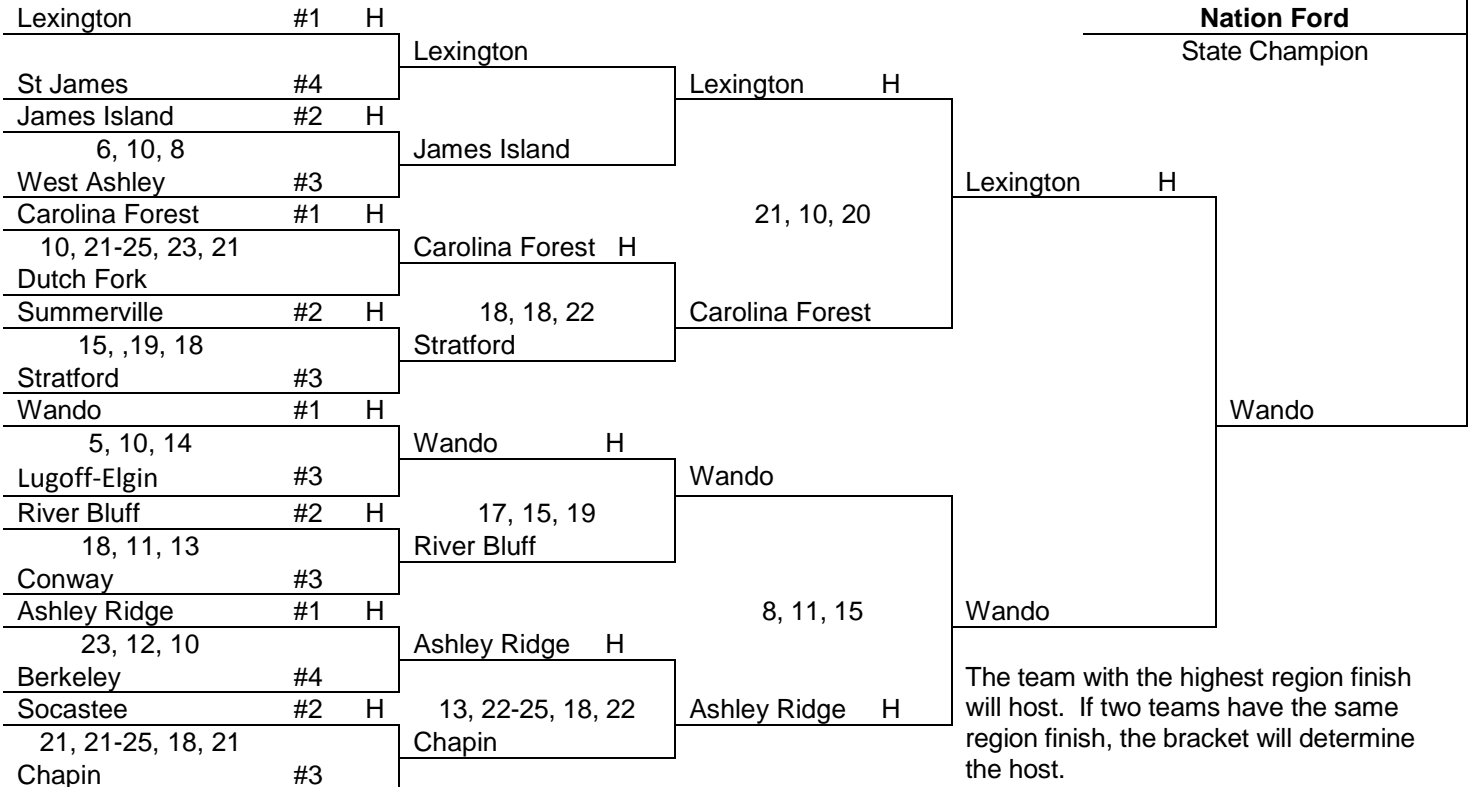 Lexington #1 H Nation Ford
Lexington State Champion
St James #4 Lexington H
James Island #2 H
6, 10, 8 James Island
West Ashley #3 Lexington H
Carolina Forest #1 H 21, 10, 20
10, 21-25, 23, 21 Carolina Forest H
Dutch Fork
Summerville #2 H 18, 18, 22 Carolina Forest
15, ,19, 18 Stratford
Stratford #3
Wando #1 H Wando
5, 10, 14 Wando H
Lugoff-Elgin #3 Wando
River Bluff #2 H 17, 15, 19
18, 11, 13 River Bluff
Conway #3
Ashley Ridge #1 H 8, 11, 15 Wando
23, 12, 10 Ashley Ridge H
Berkeley #4 The team with the highest region finish
Socastee #2 H 13, 22-25, 18, 22 Ashley Ridge H will host. If two teams have the same
21, 21-25, 18, 21 Chapin region finish, the bracket will determine
Chapin #3 the host.